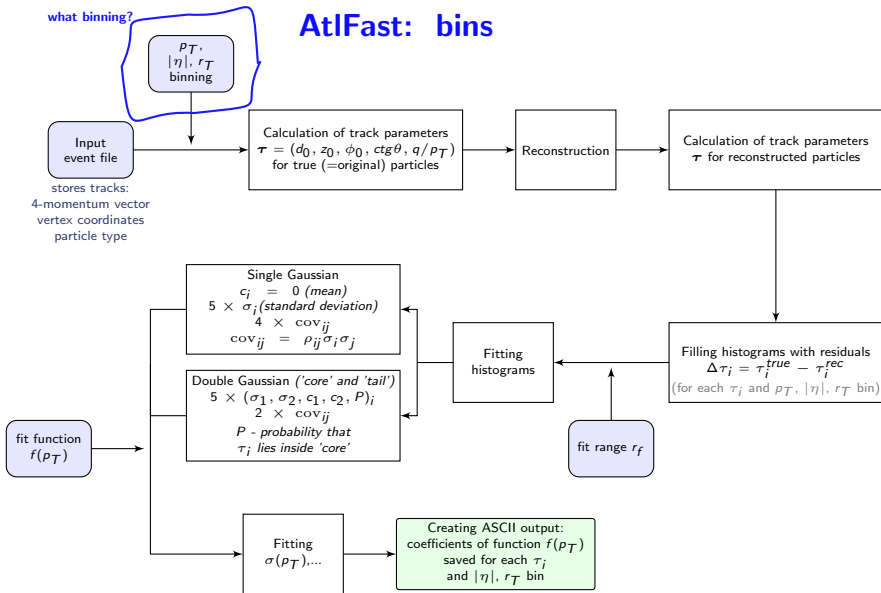 what binning?
AtlFast: bins
p_T,
|η|, r_T
binning
Input
event file
stores tracks:
4-momentum vector
vertex coordinates
particle type
Calculation of track parameters
τ = (d_0, z_0, φ_0, ctgθ, q/p_T)
for true (=original) particles
Reconstruction
Calculation of track parameters
τ for reconstructed particles
Single Gaussian
c_i = 0 (mean)
5 × σ_i (standard deviation)
4 × cov_ij
cov_ij = ρ_ij σ_i σ_j
Double Gaussian ('core' and 'tail')
5 × (σ_1, σ_2, c_1, c_2, P)_i
2 × cov_ij
P - probability that
τ_i lies inside 'core'
Fitting
histograms
Filling histograms with residuals
Δτ_i = τ_i^true − τ_i^rec
(for each τ_i and p_T, |η|, r_T bin)
fit function
f(p_T)
fit range r_f
Fitting
σ(p_T),...
Creating ASCII output:
coefficients of function f(p_T)
saved for each τ_i
and |η|, r_T bin